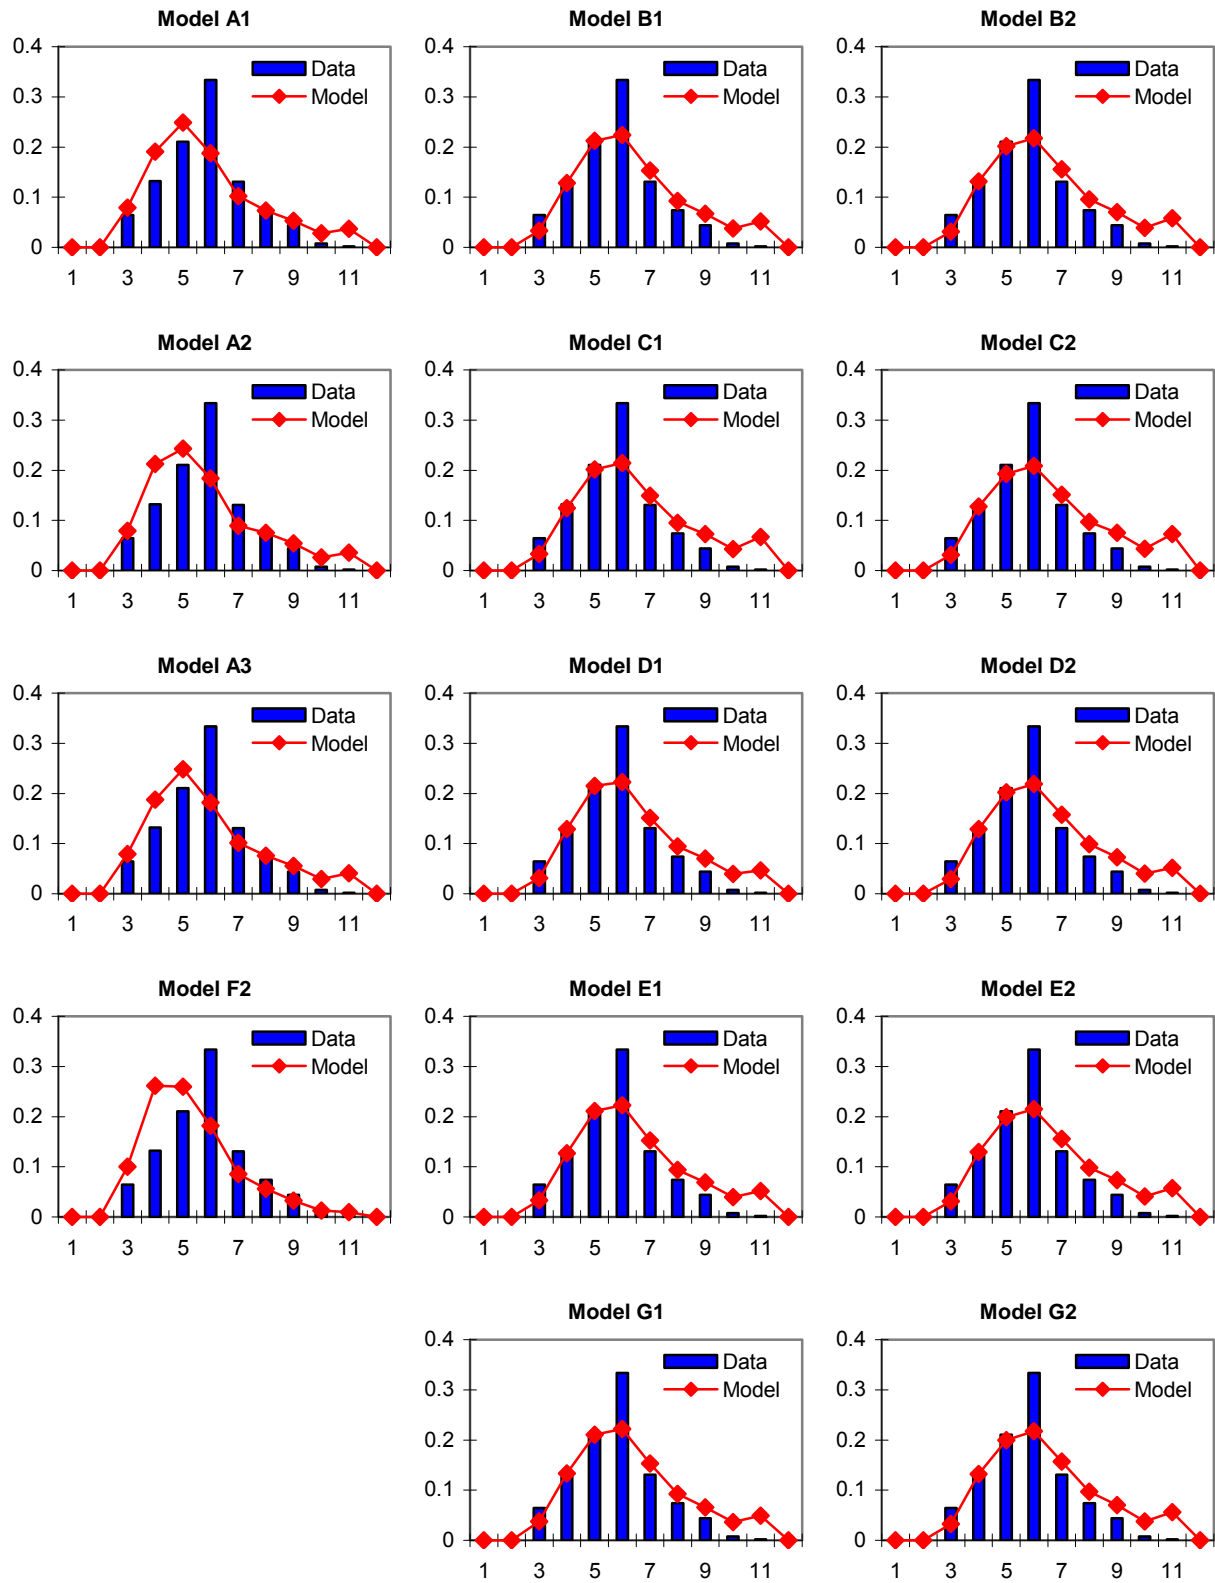 Model A1
0.4
0.3
0.2
0.1
0
Data
Model
1 3 5 7 9 11
Model B1
0.4
0.3
0.2
0.1
0
Data
Model
1 3 5 7 9 11
Model B2
0.4
0.3
0.2
0.1
0
Data
Model
1 3 5 7 9 11
Model A2
0.4
0.3
0.2
0.1
0
Data
Model
1 3 5 7 9 11
Model C1
0.4
0.3
0.2
0.1
0
Data
Model
1 3 5 7 9 11
Model C2
0.4
0.3
0.2
0.1
0
Data
Model
1 3 5 7 9 11
Model A3
0.4
0.3
0.2
0.1
0
Data
Model
1 3 5 7 9 11
Model D1
0.4
0.3
0.2
0.1
0
Data
Model
1 3 5 7 9 11
Model D2
0.4
0.3
0.2
0.1
0
Data
Model
1 3 5 7 9 11
Model F2
0.4
0.3
0.2
0.1
0
Data
Model
1 3 5 7 9 11
Model E1
0.4
0.3
0.2
0.1
0
Data
Model
1 3 5 7 9 11
Model E2
0.4
0.3
0.2
0.1
0
Data
Model
1 3 5 7 9 11
Model G1
0.4
0.3
0.2
0.1
0
Data
Model
1 3 5 7 9 11
Model G2
0.4
0.3
0.2
0.1
0
Data
Model
1 3 5 7 9 11